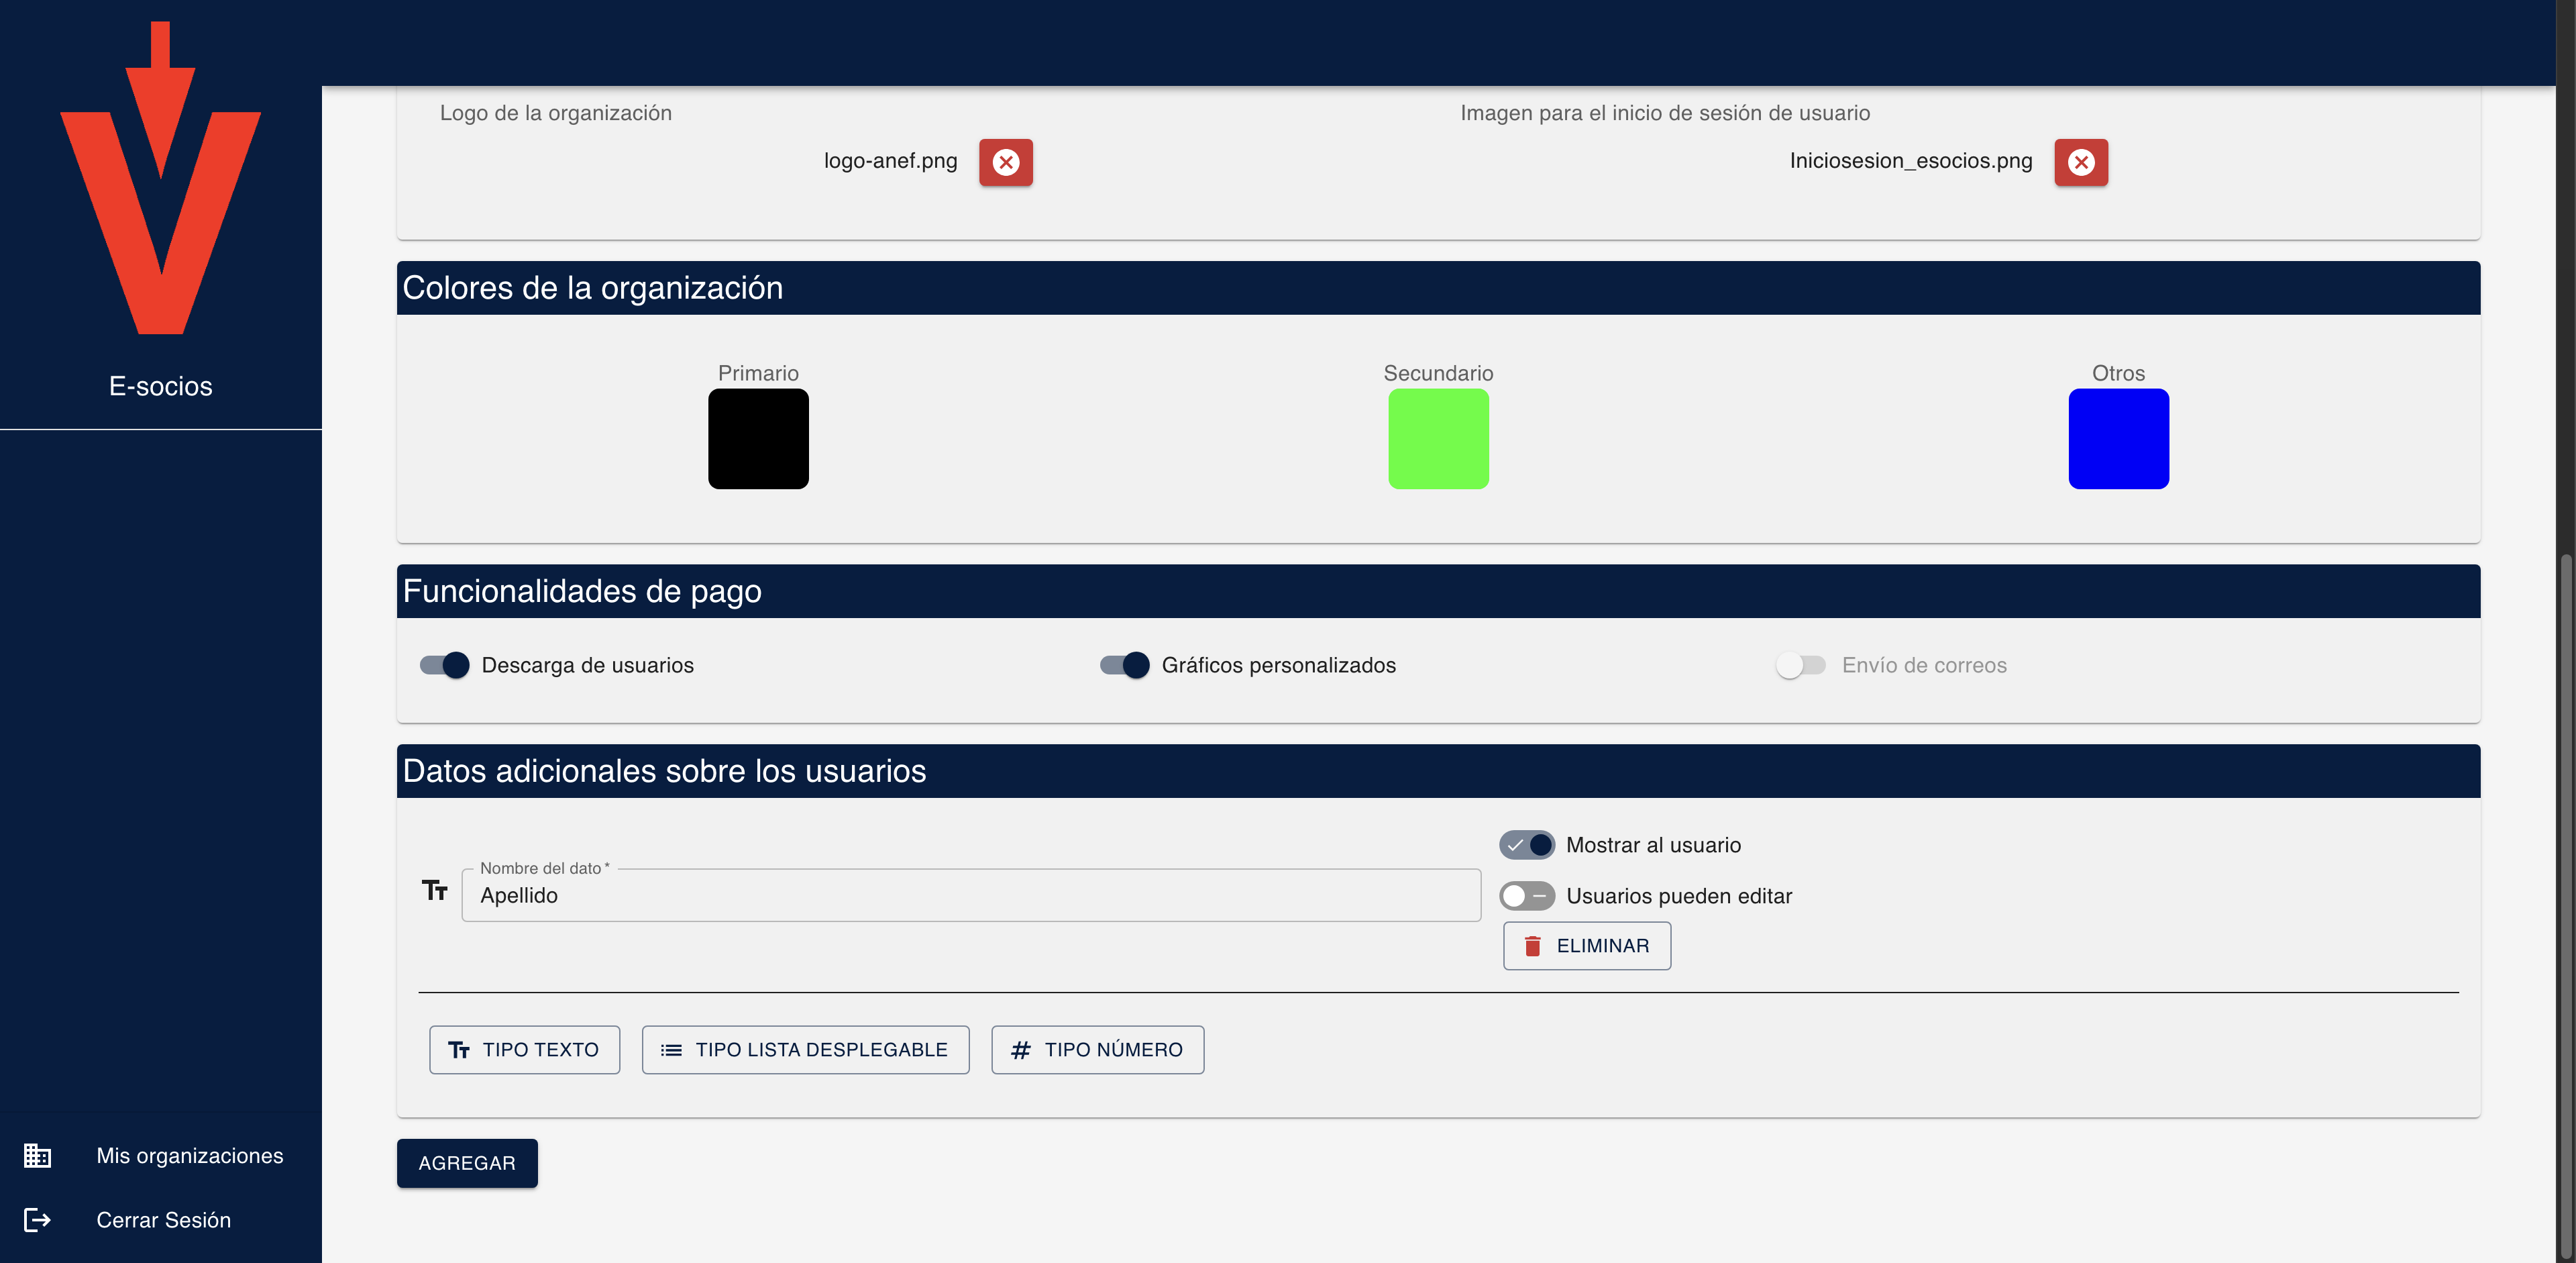 E-socios
Mis organizaciones
Cerrar Sesión
Logo de la organización
Imagen para el inicio de sesión de usuario
logo-anef.png
Iniciosesion_esocios.png
Colores de la organización
Primario
Secundario
Otros
Funcionalidades de pago
Descarga de usuarios
Gráficos personalizados
Envío de correos
Datos adicionales sobre los usuarios
Nombre del dato *
Apellido
Mostrar al usuario
Usuarios pueden editar
ELIMINAR
TIPO TEXTO
TIPO LISTA DESPLEGABLE
# TIPO NÚMERO
AGREGAR